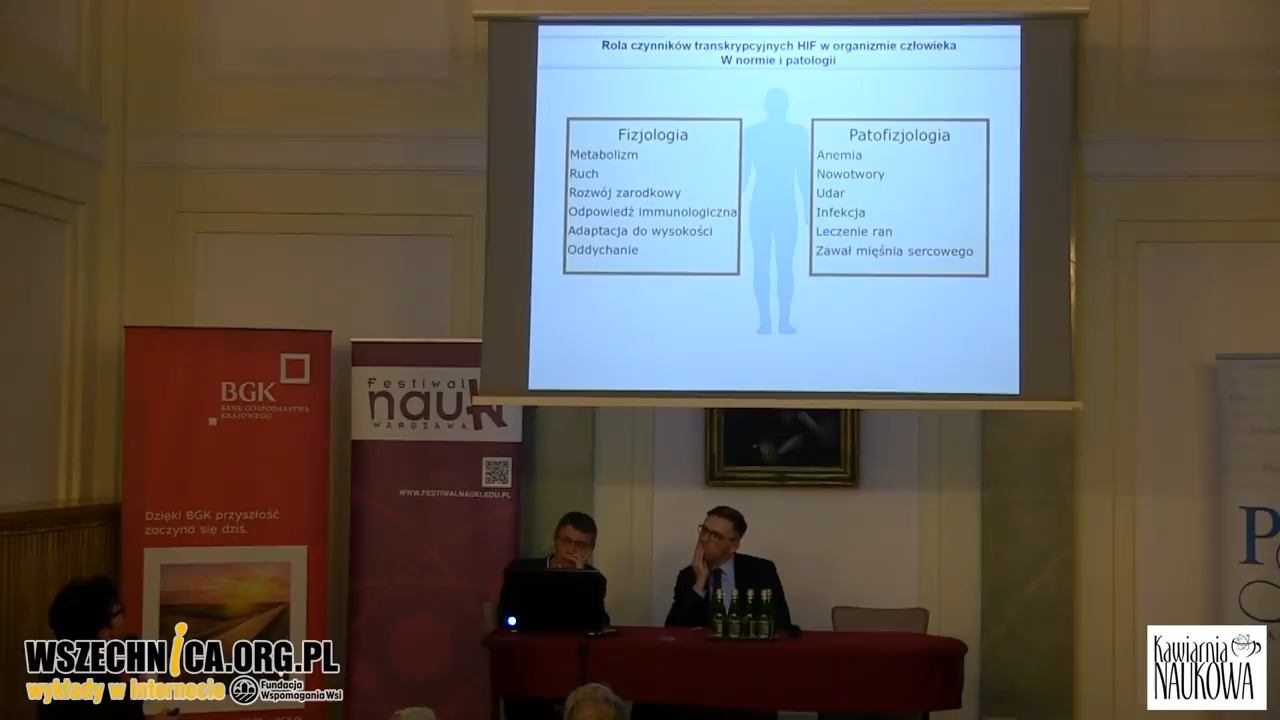 Rola czynników transkrypcyjnych HIF w organizmie człowieka
W normie i patologii
Fizjologia
Metabolizm
Ruch
Rozwój zarodkowy
Odpowiedź immunologiczna
Adaptacja do wysokości
Oddychanie
Patofizjologia
Anemia
Nowotwory
Udar
Infekcja
Leczenie ran
Zawał mięśnia sercowego
BGK
BANK GOSPODARSTWA
KRAJOWEGO
Dzięki BGK przyszłość
zaczyna się dziś.
Festiwal
nauk
WARSZAWA
WWW.FESTIWALNAUKI.EDU.PL
WSZECHNiCA.ORG.PL
wykłady w internecie
Fundacja
Wspomagania Wsi
Kawiarnia
NAUKOWA